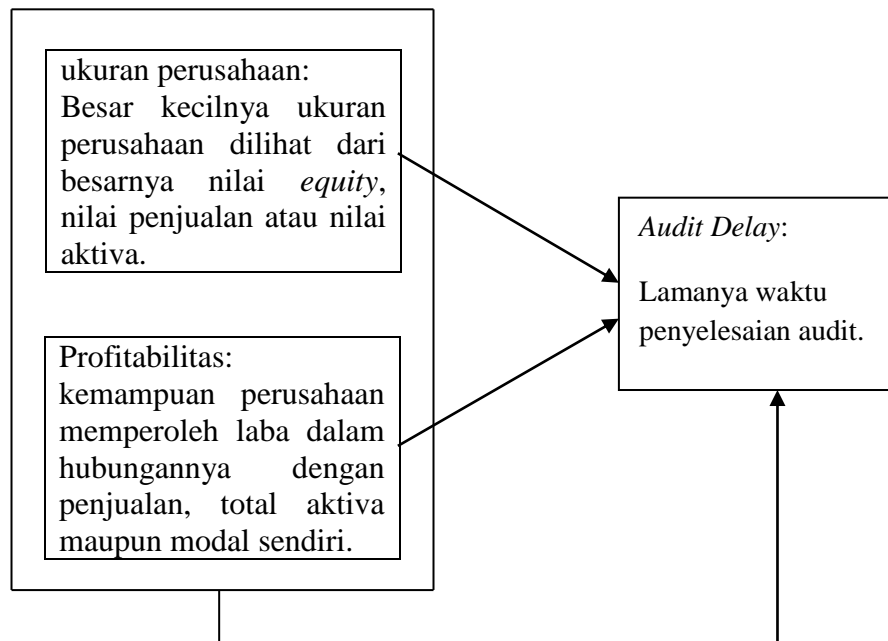 ukuran perusahaan:
Besar kecilnya ukuran
perusahaan dilihat dari
besarnya nilai equity,
nilai penjualan atau nilai
aktiva.
Audit Delay:
Lamanya waktu
penyelesaian audit.
Profitabilitas:
kemampuan perusahaan
memperoleh laba dalam
hubungannya dengan
penjualan, total aktiva
maupun modal sendiri.